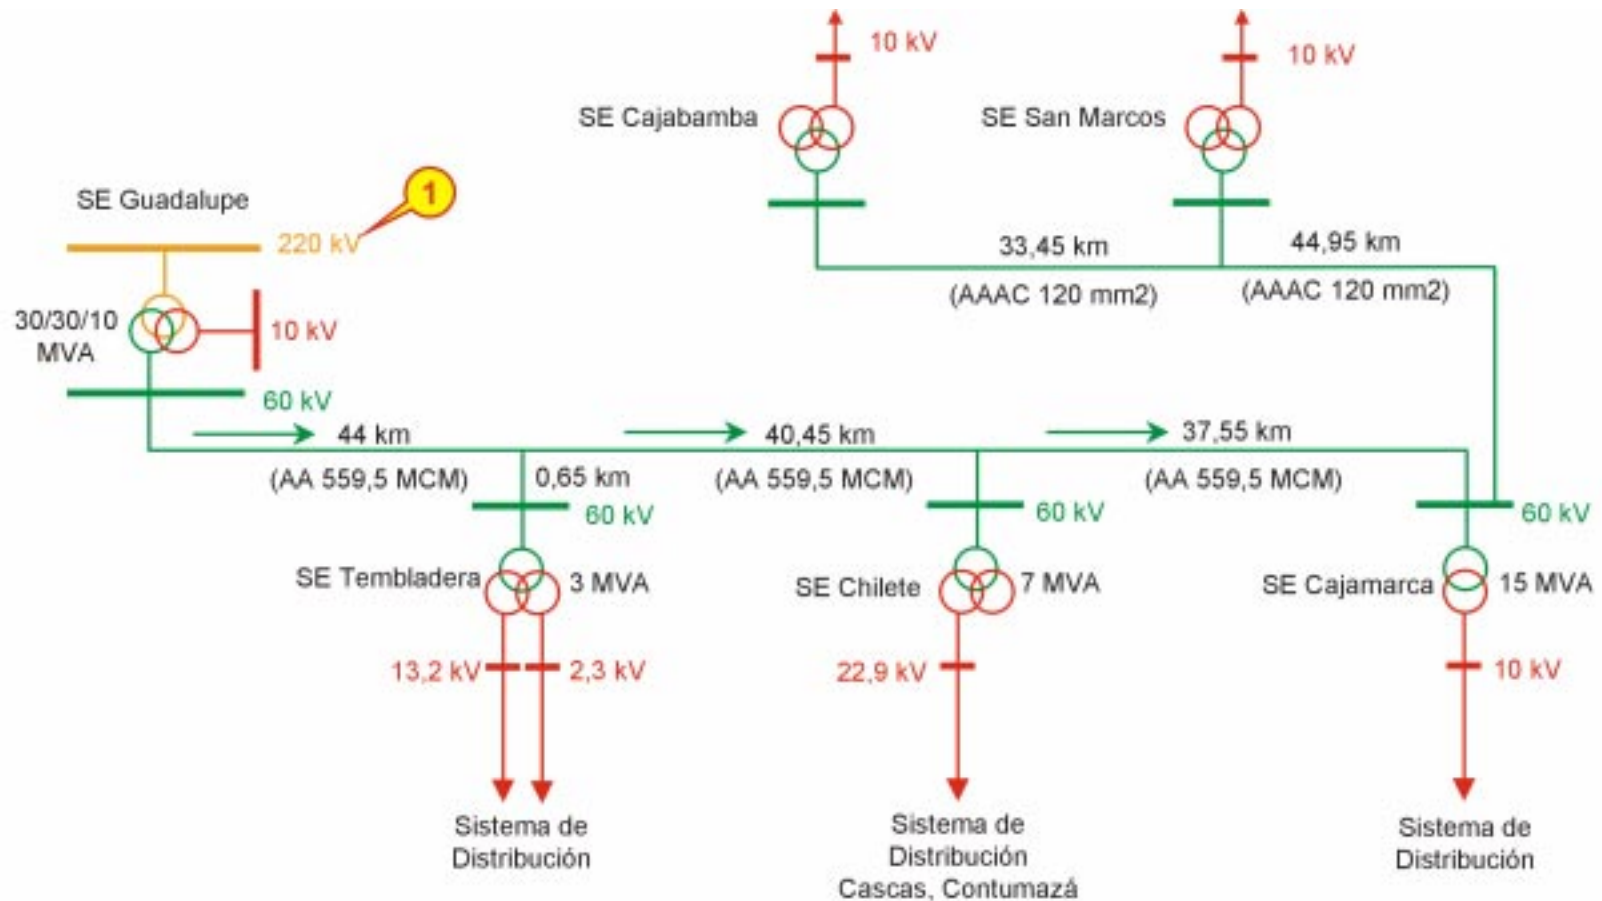 10 kV
10 kV
SE Cajabamba
SE San Marcos
1
SE Guadalupe
220 kV
33,45 km
44,95 km
(AAAC 120 mm2)
(AAAC 120 mm2)
30/30/10
MVA
10 kV
60 kV
44 km
40,45 km
37,55 km
(AA 559,5 MCM)
0,65 km
(AA 559,5 MCM)
(AA 559,5 MCM)
60 kV
60 kV
60 kV
SE Tembladera
3 MVA
SE Chilete
7 MVA
SE Cajamarca
15 MVA
13,2 kV
2,3 kV
22,9 kV
10 kV
Sistema de
Distribución
Sistema de
Distribución
Cascas, Contumazá
Sistema de
Distribución